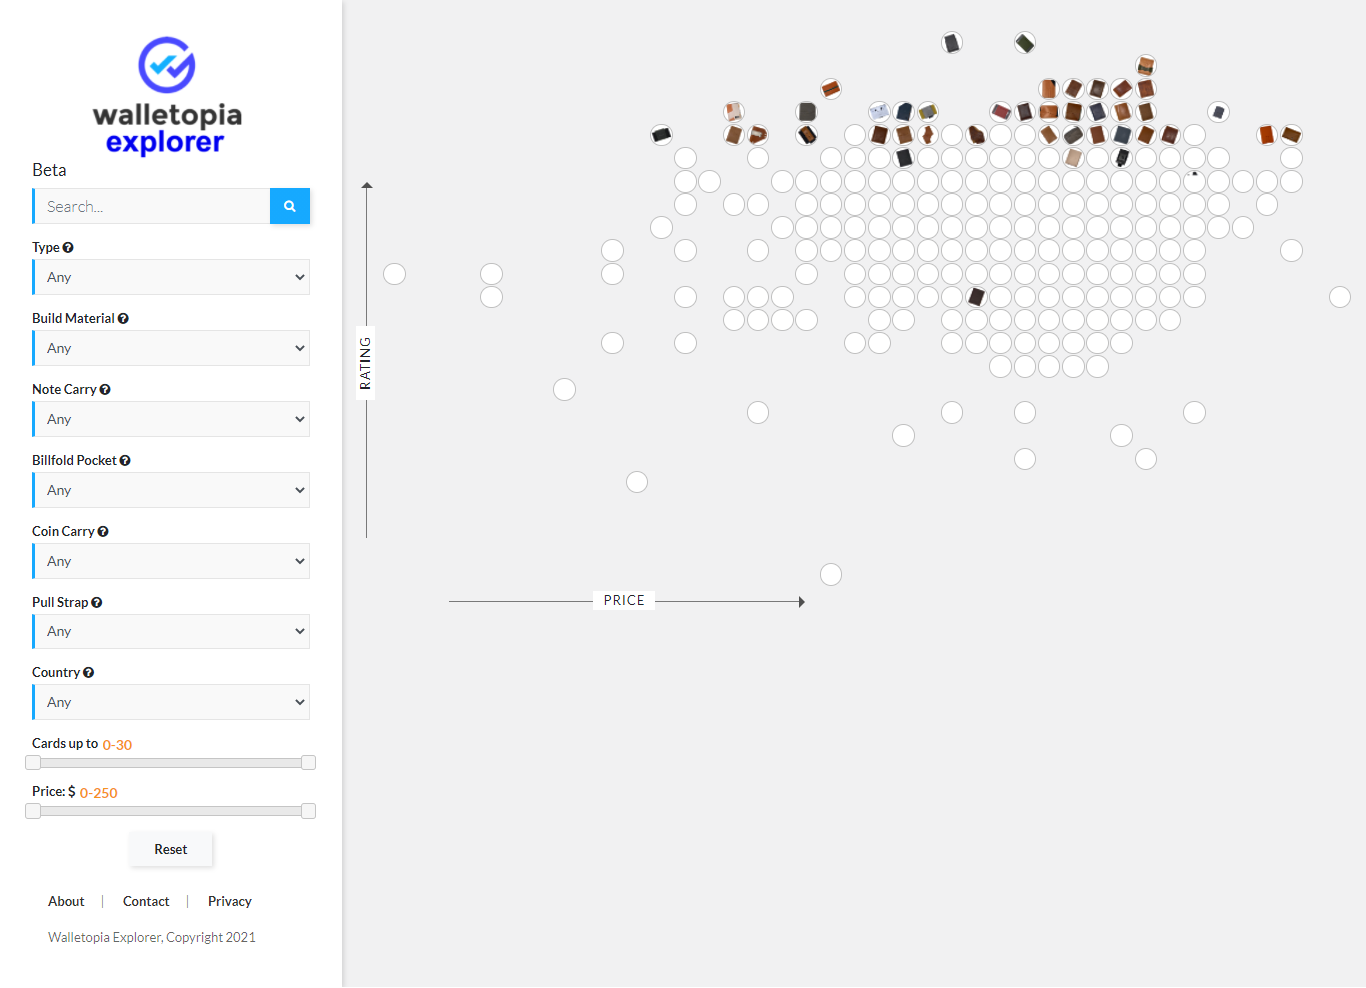 walletopia
explorer
Beta
Search...
Type
Any
Build Material
Any
Note Carry
Any
Billfold Pocket
Any
Coin Carry
Any
Pull Strap
Any
Country
Any
Cards up to 0-30
Price: $ 0-250
Reset
About | Contact | Privacy
Walletopia Explorer, Copyright 2021
RATING
PRICE